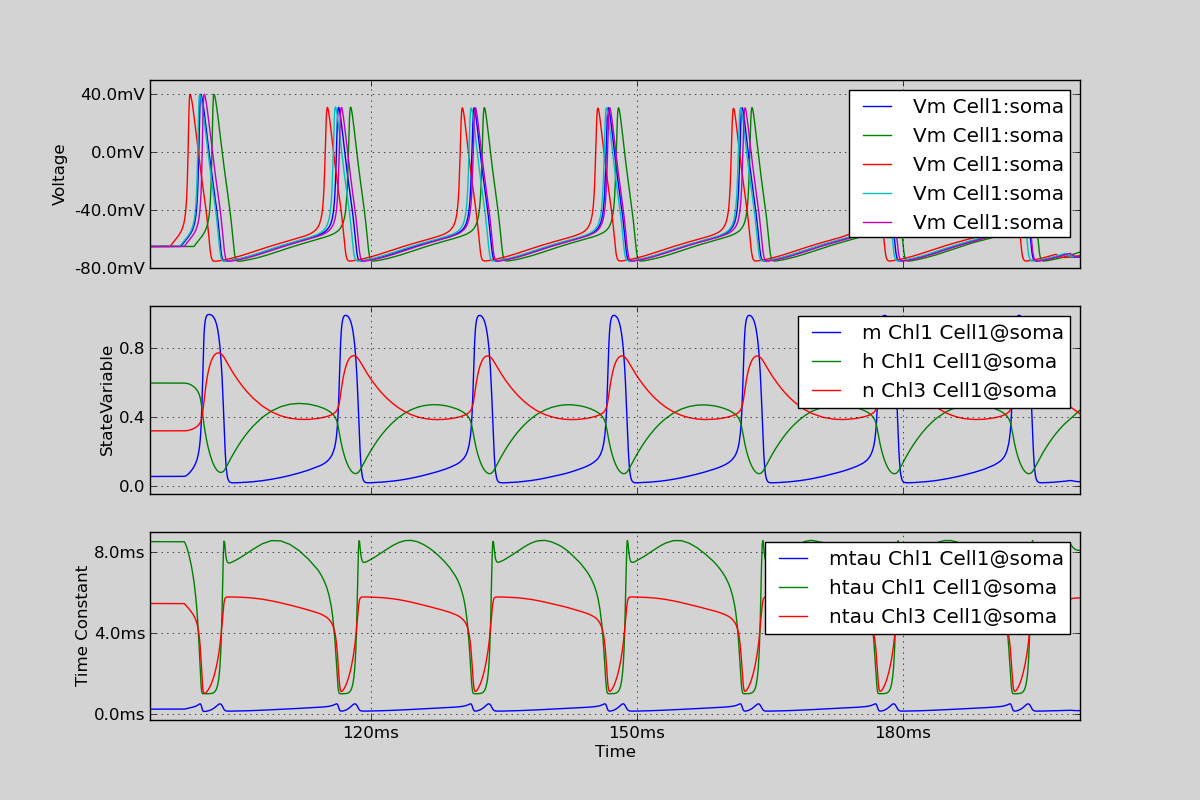 40.0mV
0.0mV
-40.0mV
-80.0mV
Voltage
Vm Cell1:soma
Vm Cell1:soma
Vm Cell1:soma
Vm Cell1:soma
Vm Cell1:soma
0.8
0.4
0.0
StateVariable
m Chl1 Cell1@soma
h Chl1 Cell1@soma
n Chl3 Cell1@soma
8.0ms
4.0ms
0.0ms
Time Constant
mtau Chl1 Cell1@soma
htau Chl1 Cell1@soma
ntau Chl3 Cell1@soma
120ms 150ms 180ms
Time